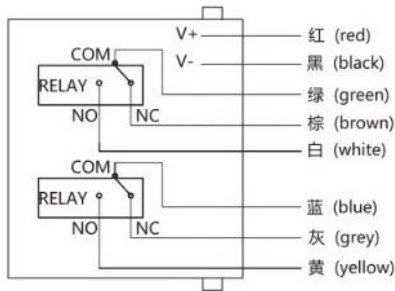 V+ 红 (red)
V- 黑 (black)
COM 绿 (green)
RELAY
NO NC 棕 (brown)
白 (white)
COM
RELAY 蓝 (blue)
NO NC 灰 (grey)
黄 (yellow)